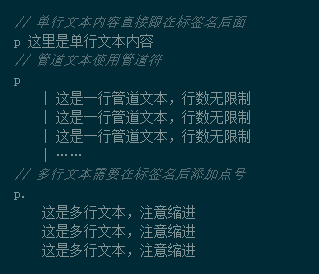 // 单行文本内容直接跟在标签名后面
p 这里是单行文本内容
// 管道文本使用管道符
p
    | 这是一行管道文本，行数无限制
    | 这是一行管道文本，行数无限制
    | 这是一行管道文本，行数无限制
    | ……
// 多行文本需要在标签名后添加点号
p.
    这是多行文本，注意缩进
    这是多行文本，注意缩进
    这是多行文本，注意缩进